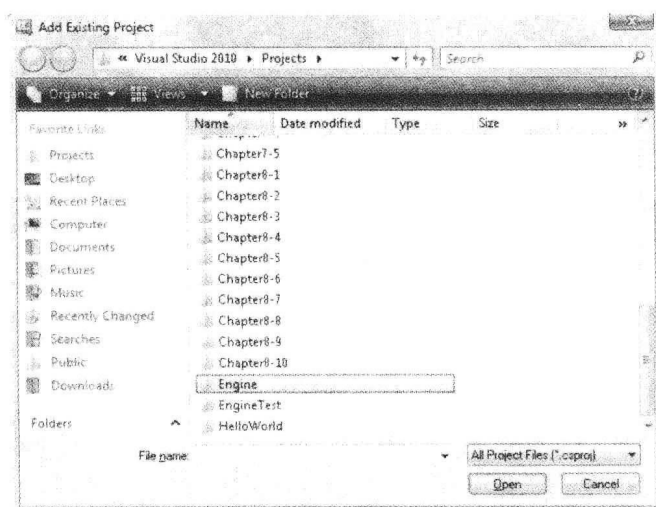 Add Existing Project
« Visual Studio 2010 ▸ Projects ▸ Search
Organize Views New Folder
Favorite Links
Name Date modified Type Size »
Projects
Chapter7-5
Desktop
Chapter8-1
Recent Places
Chapter8-2
Computer
Chapter8-3
Documents
Chapter8-4
Pictures
Chapter8-5
Music
Chapter8-6
Recently Changed
Chapter8-7
Searches
Chapter8-8
Public
Chapter8-9
Downloads
Chapter8-10
Engine
EngineTest
Folders
HelloWorld
File name:
All Project Files (*.csproj)
Open Cancel